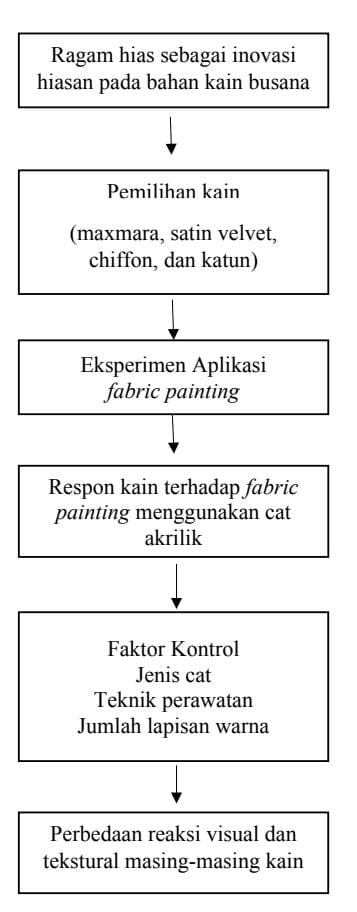 Ragam hias sebagai inovasi
hiasan pada bahan kain busana
Pemilihan kain
(maxmara, satin velvet,
chiffon, dan katun)
Eksperimen Aplikasi
fabric painting
Respon kain terhadap fabric
painting menggunakan cat
akrilik
Faktor Kontrol
Jenis cat
Teknik perawatan
Jumlah lapisan warna
Perbedaan reaksi visual dan
tekstural masing-masing kain